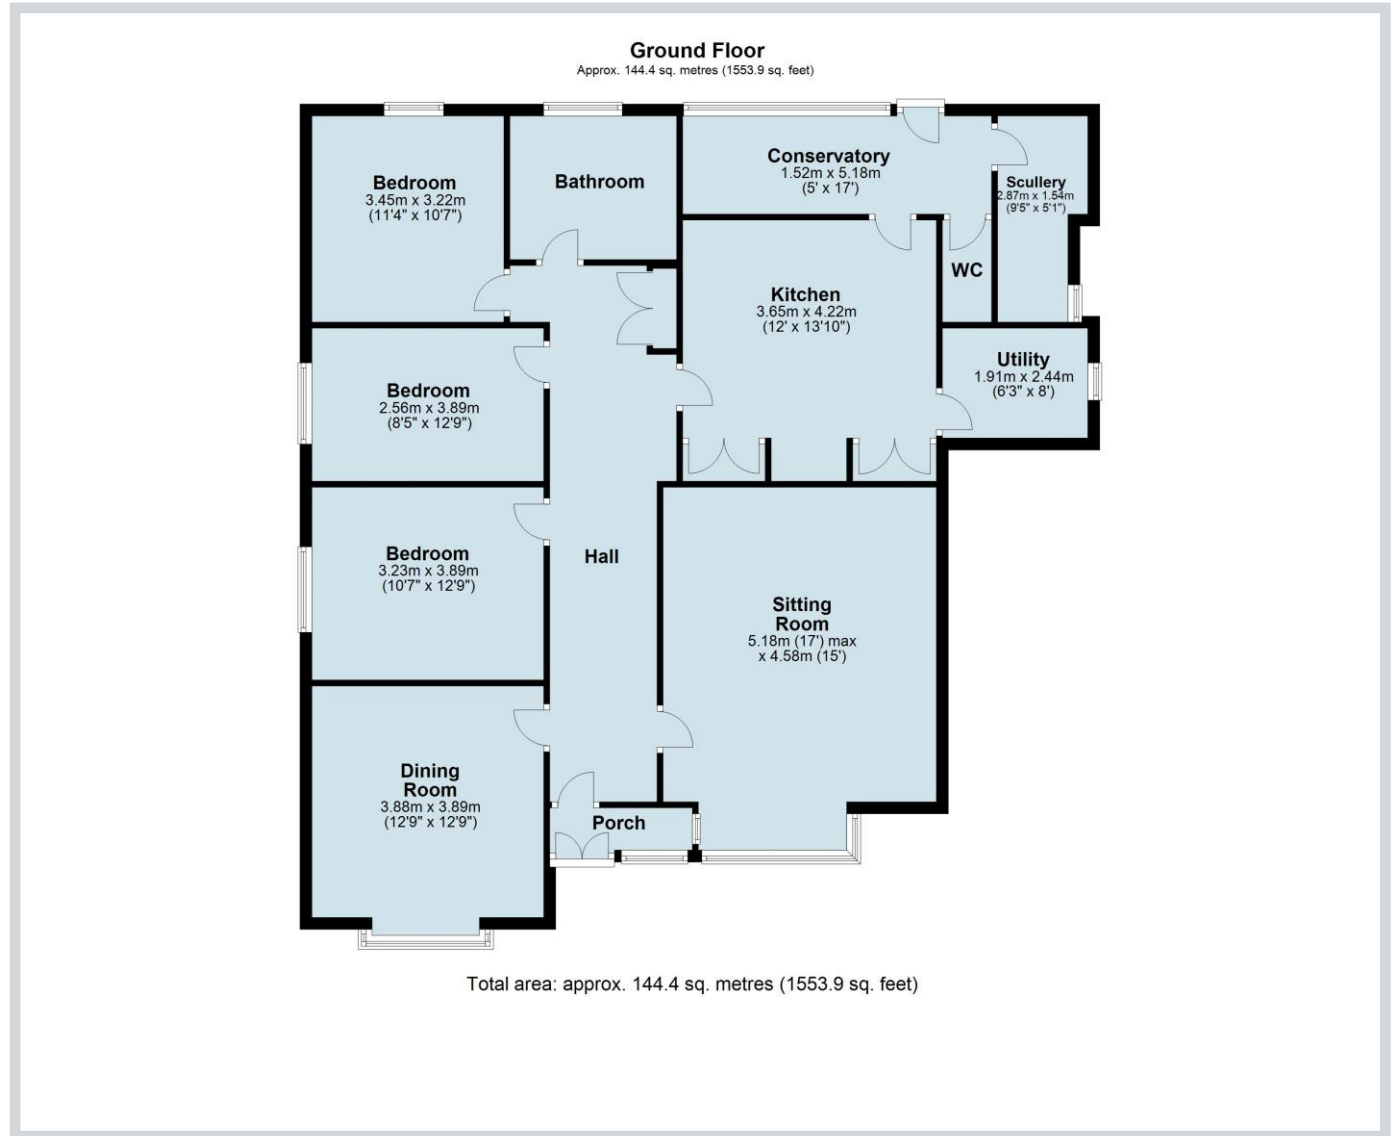 Ground Floor
Approx. 144.4 sq. metres (1553.9 sq. feet)
Bedroom
3.45m x 3.22m
(11'4" x 10'7")
Bathroom
Conservatory
1.52m x 5.18m
(5' x 17')
Scullery
2.87m x 1.54m
(9'5" x 5'1")
WC
Kitchen
3.65m x 4.22m
(12' x 13'10")
Utility
1.91m x 2.44m
(6'3" x 8')
Bedroom
2.56m x 3.89m
(8'5" x 12'9")
Bedroom
3.23m x 3.89m
(10'7" x 12'9")
Hall
Sitting
Room
5.18m (17') max
x 4.58m (15')
Dining
Room
3.88m x 3.89m
(12'9" x 12'9")
Porch
Total area: approx. 144.4 sq. metres (1553.9 sq. feet)